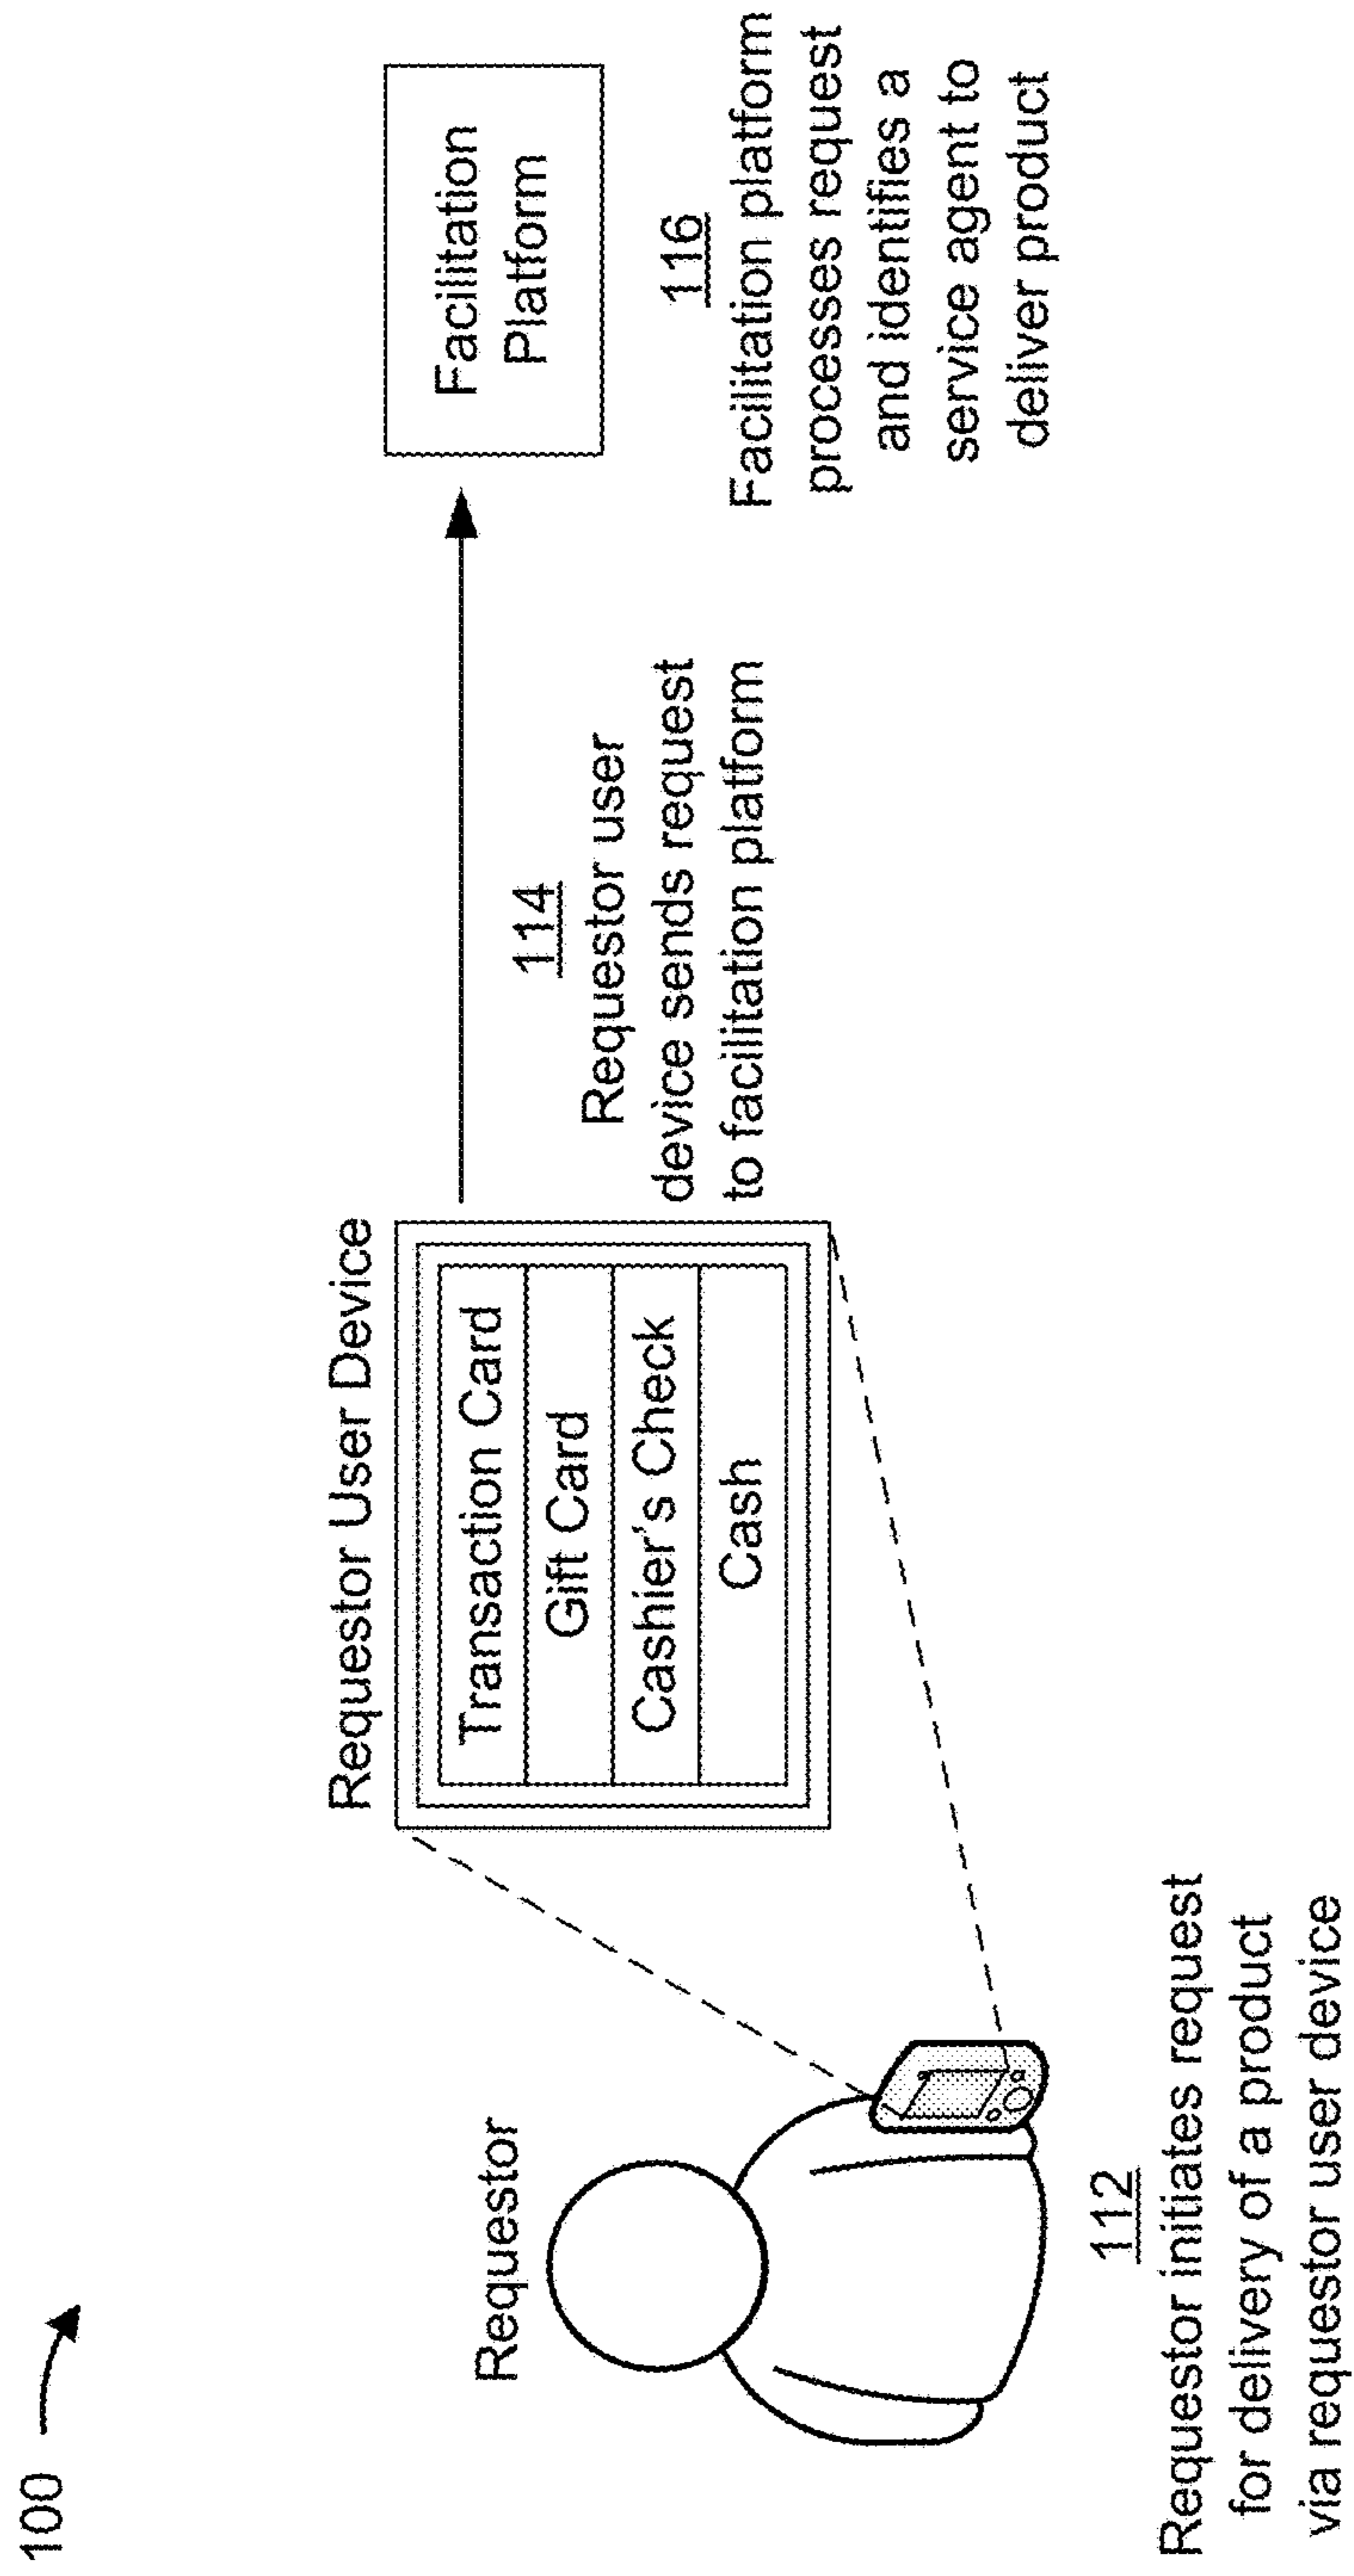 100
Requestor
112
Requestor initiates request
for delivery of a product
via requestor user device
Requestor User Device
Transaction Card
Gift Card
Cashier's Check
Cash
114
Requestor user
device sends request
to facilitation platform
Facilitation
Platform
116
Facilitation platform
processes request
and identifies a
service agent to
deliver product